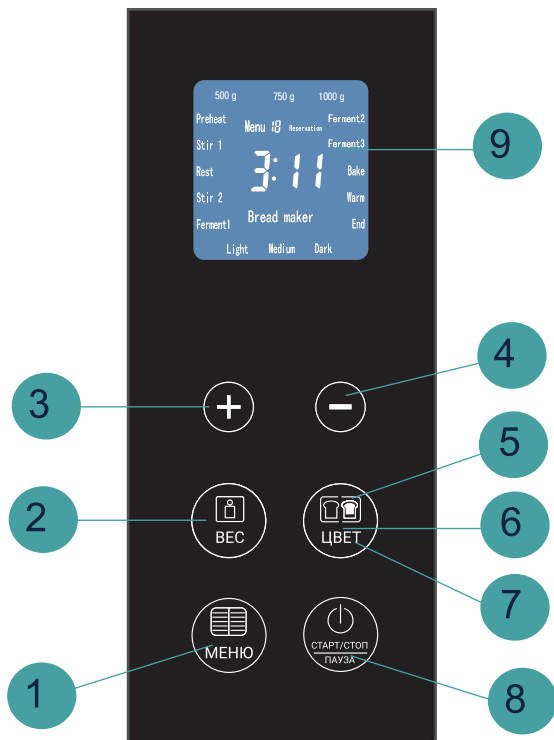 500 g 750 g 1000 g
Preheat Menu 18 Reservation Ferment2
Stir 1 Ferment3
Rest 3:11 Bake
Stir 2 Warm
Ferment1 Bread maker End
Light Medium Dark
9
3
4
2
ВЕС
ЦВЕТ
5
6
7
1
МЕНЮ
СТАРТ/СТОП
ПАУЗА
8